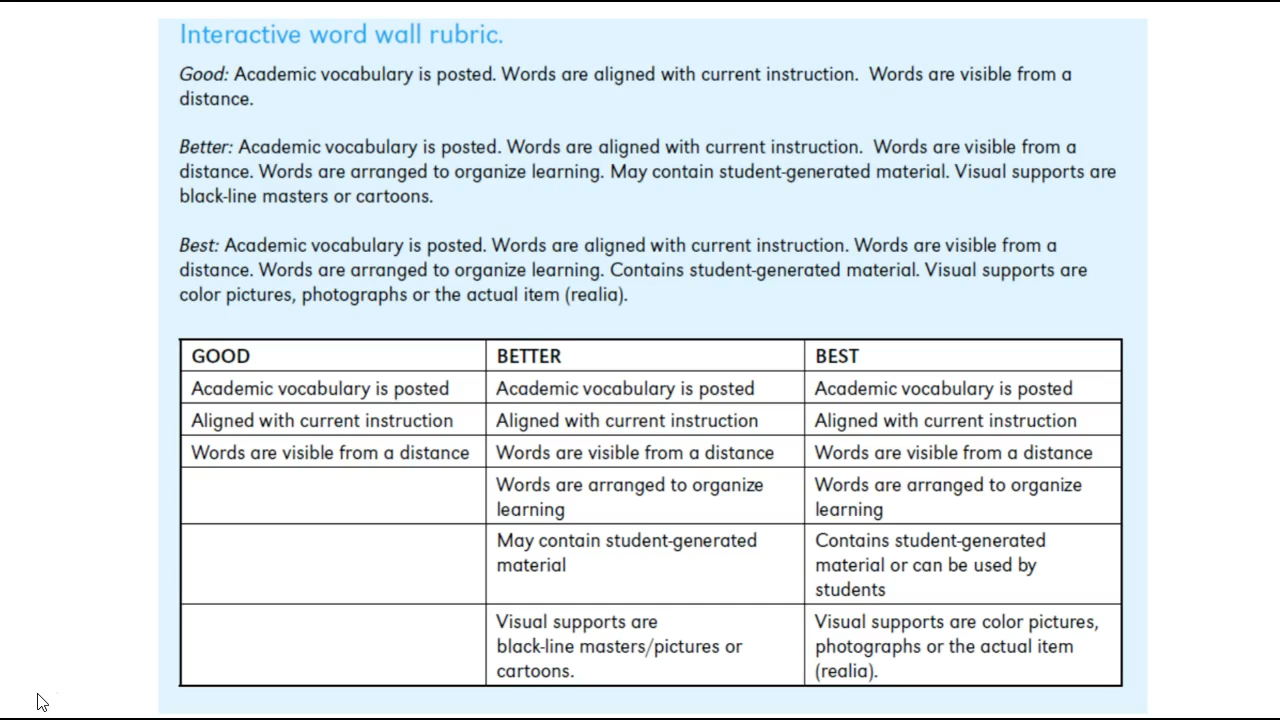 Interactive word wall rubric.
Good: Academic vocabulary is posted. Words are aligned with current instruction.  Words are visible from a
distance.
Better: Academic vocabulary is posted. Words are aligned with current instruction.  Words are visible from a
distance. Words are arranged to organize learning. May contain student-generated material. Visual supports are
black-line masters or cartoons.
Best: Academic vocabulary is posted. Words are aligned with current instruction. Words are visible from a
distance. Words are arranged to organize learning. Contains student-generated material. Visual supports are
color pictures, photographs or the actual item (realia).
GOOD BETTER BEST
Academic vocabulary is posted Academic vocabulary is posted Academic vocabulary is posted
Aligned with current instruction Aligned with current instruction Aligned with current instruction
Words are visible from a distance Words are visible from a distance Words are visible from a distance
Words are arranged to organize
learning
Words are arranged to organize
learning
May contain student-generated
material
Contains student-generated
material or can be used by
students
Visual supports are
black-line masters/pictures or
cartoons.
Visual supports are color pictures,
photographs or the actual item
(realia).